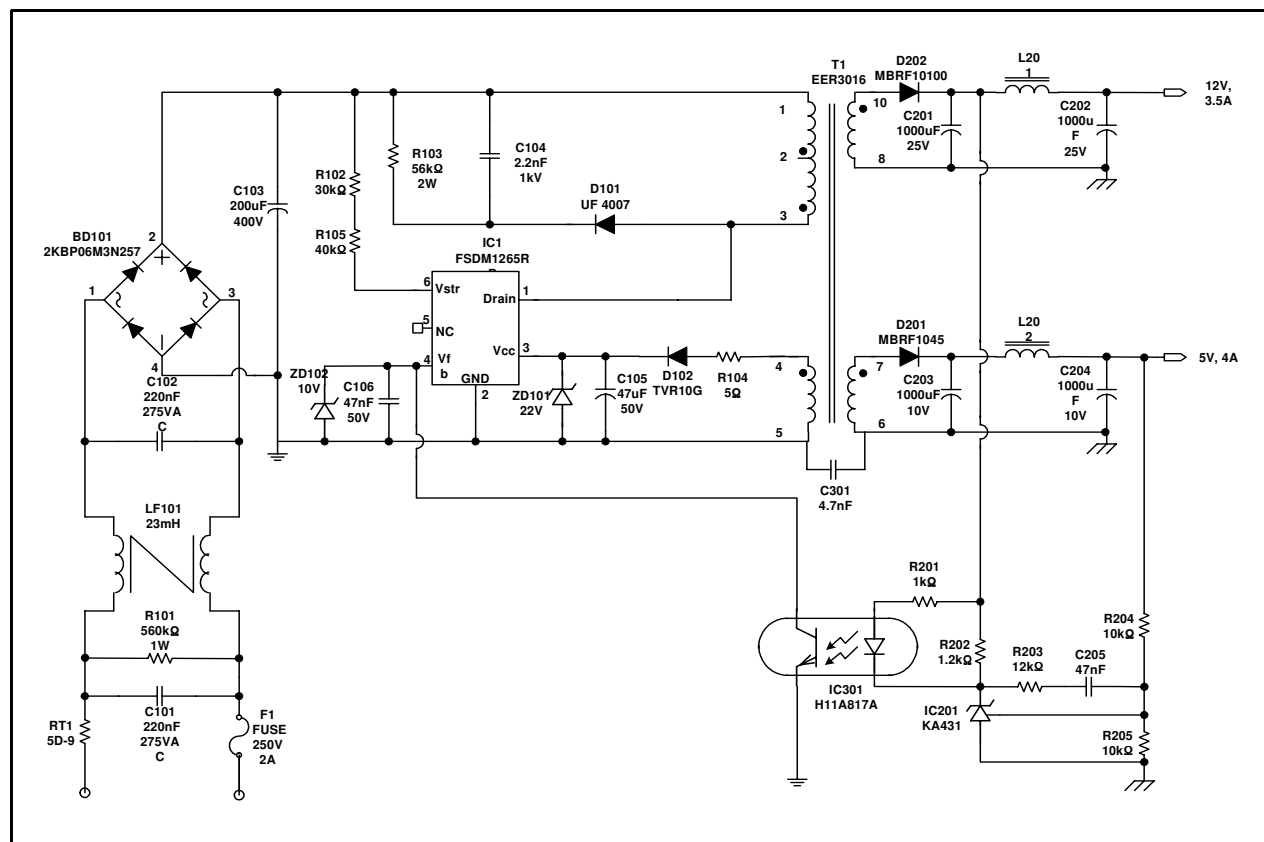 T1
EER3016
D202
MBRF10100
L20
1
12V,
3.5A
1
2
3
10
8
C201
1000uF
25V
C202
1000u
F
25V
R103
56kΩ
2W
C104
2.2nF
1kV
R102
30kΩ
C103
200uF
400V
D101
UF 4007
R105
40kΩ
BD101
2KBP06M3N257
2
1
3
4
IC1
FSDM1265R
6
Vstr
Drain
1
5
NC
Vcc
3
4
Vf
b
GND
2
ZD102
10V
C106
47nF
50V
ZD101
22V
C105
47uF
50V
D102
TVR10G
R104
5Ω
4
5
7
6
D201
MBRF1045
L20
2
5V, 4A
C203
1000uF
10V
C204
1000u
F
10V
C301
4.7nF
C102
220nF
275VA
C
LF101
23mH
R101
560kΩ
1W
C101
220nF
275VA
C
RT1
5D-9
F1
FUSE
250V
2A
R201
1kΩ
R202
1.2kΩ
R203
12kΩ
C205
47nF
R204
10kΩ
IC301
H11A817A
IC201
KA431
R205
10kΩ